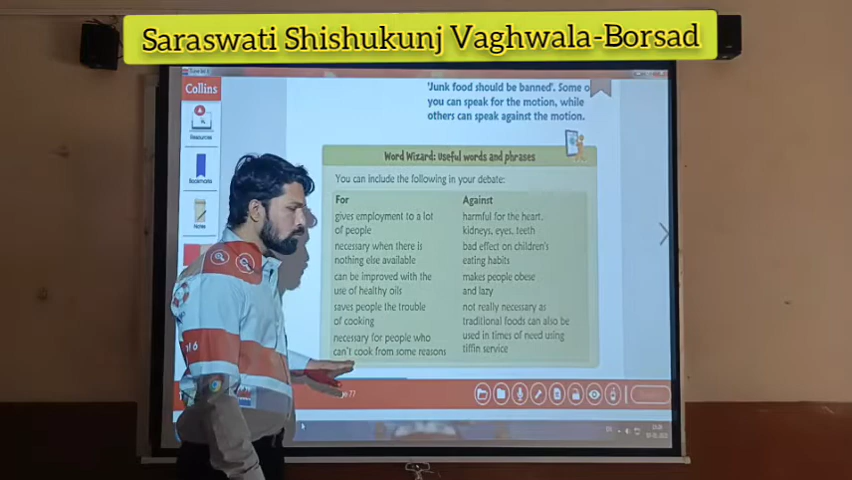 Saraswati Shishukunj Vaghwala-Borsad
Collins
'Junk food should be banned'. Some o
you can speak for the motion, while
others can speak against the motion.
Resources
Bookmarks
Notes
Word Wizard: Useful words and phrases
You can include the following in your debate:
For
gives employment to a lot
of people
necessary when there is
nothing else available
can be improved with the
use of healthy oils
saves people the trouble
of cooking
necessary for people who
can't cook from some reasons
Against
harmful for the heart,
kidneys, eyes, teeth
bad effect on children's
eating habits
makes people obese
and lazy
not really necessary as
traditional foods can also be
used in times of need using
tiffin service
77